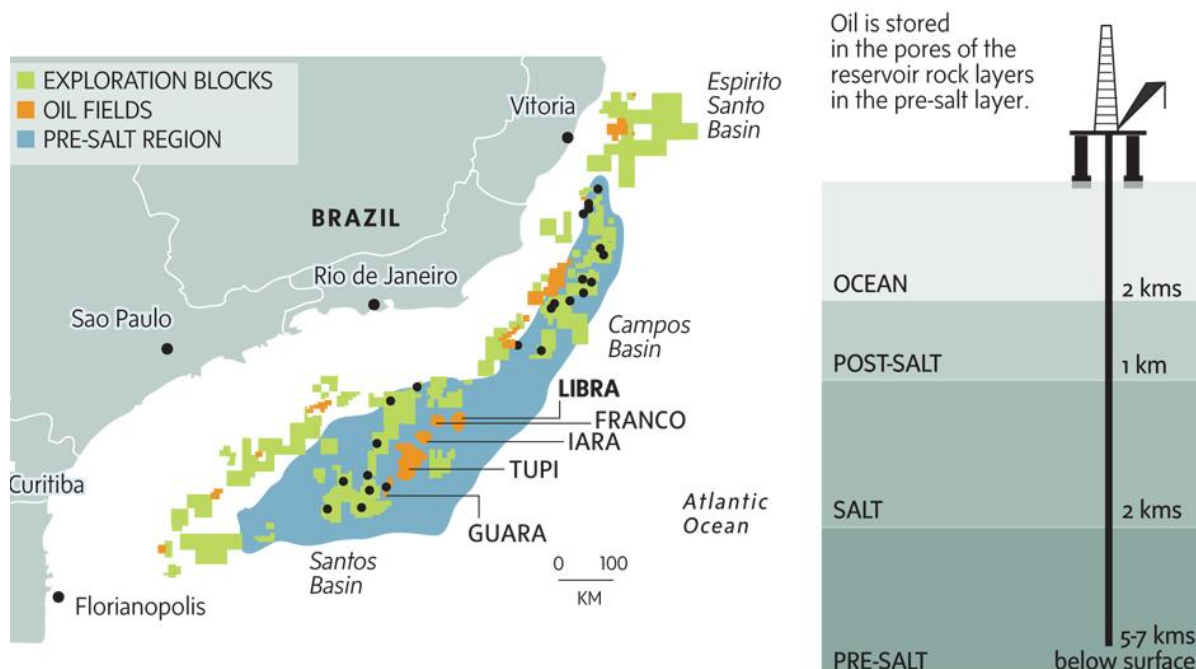 EXPLORATION BLOCKS
OIL FIELDS
PRE-SALT REGION
Espirito
Santo
Basin
Vitoria
BRAZIL
Rio de Janeiro
Sao Paulo
Campos
Basin
LIBRA
FRANCO
IARA
TUPI
Curitiba
GUARA
Atlantic
Ocean
Santos
Basin
0 100
KM
Florianopolis
Oil is stored
in the pores of the
reservoir rock layers
in the pre-salt layer.
OCEAN 2 kms
POST-SALT 1 km
SALT 2 kms
5-7 kms
PRE-SALT below surface